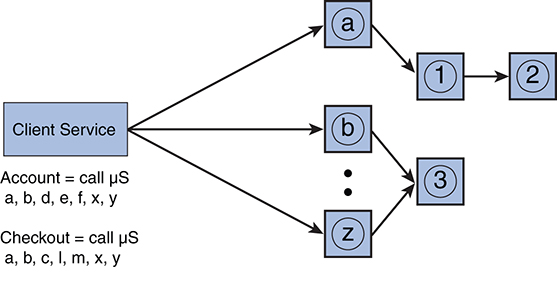 a
1
2
Client Service
b
3
z
Account = call µS
a, b, d, e, f, x, y
Checkout = call µS
a, b, c, l, m, x, y